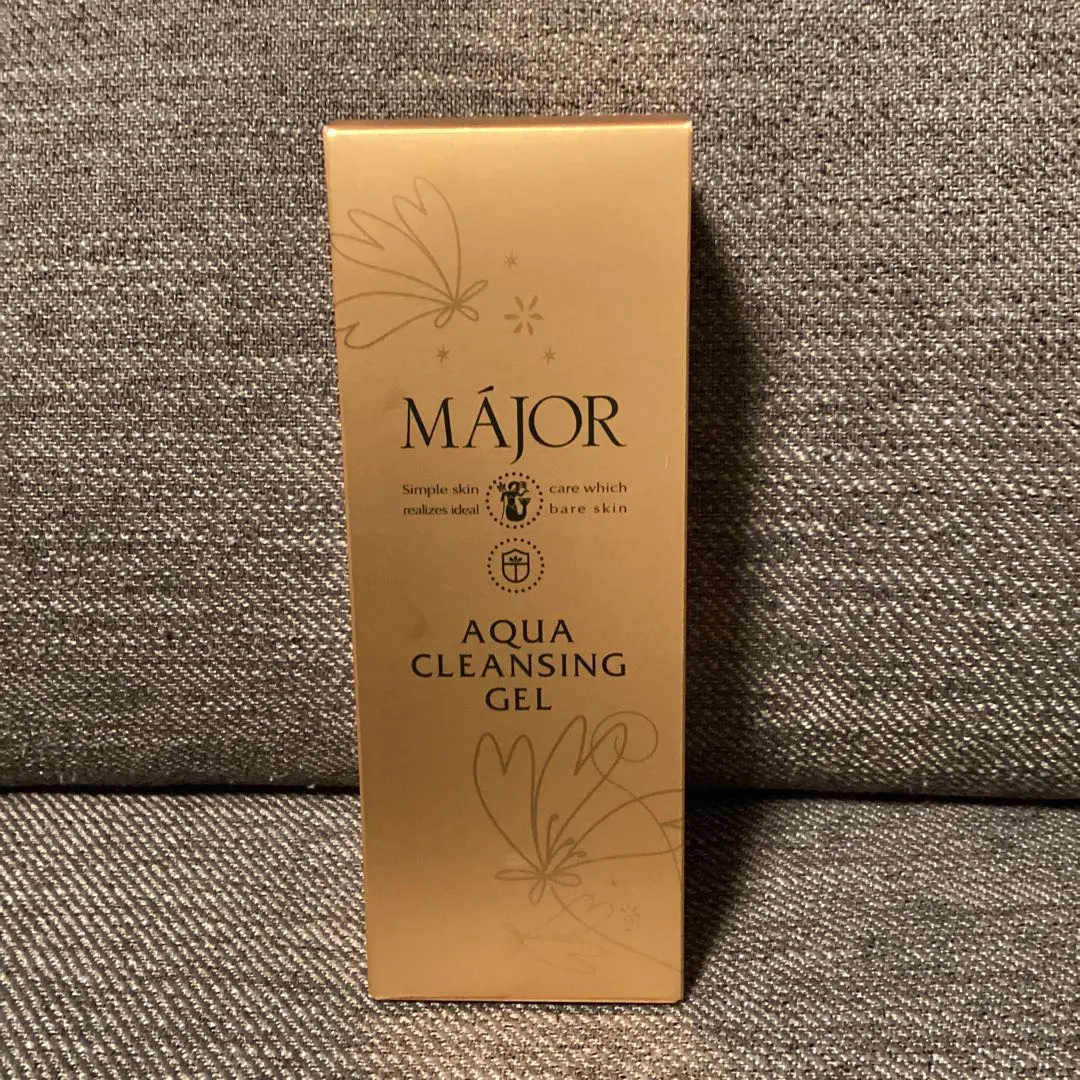 MÁJOR
Simple skin care which
realizes ideal bare skin
AQUA
CLEANSING
GEL